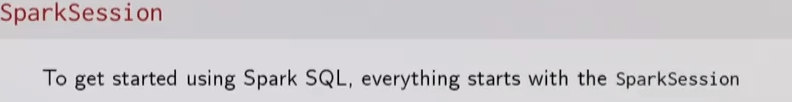 SparkSession
To get started using Spark SQL, everything starts with the SparkSession